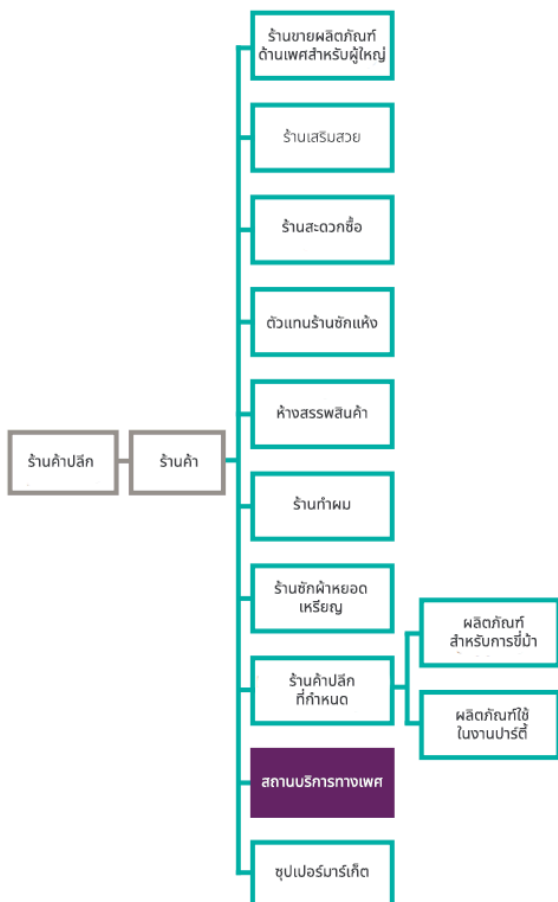 ร้านขายผลิตภัณฑ์
ด้านเพศสำหรับผู้ใหญ่
ร้านเสริมสวย
ร้านสะดวกซื้อ
ตัวแทนร้านซักแห้ง
ห้างสรรพสินค้า
ร้านค้าปลีก
ร้านค้า
ร้านทำผม
ร้านซักผ้าหยอด
เหรียญ
ร้านค้าปลีก
ที่กำหนด
ผลิตภัณฑ์
สำหรับการขี่ม้า
ผลิตภัณฑ์ใช้
ในงานปาร์ตี้
สถานบริการทางเพศ
ซุปเปอร์มาร์เก็ต